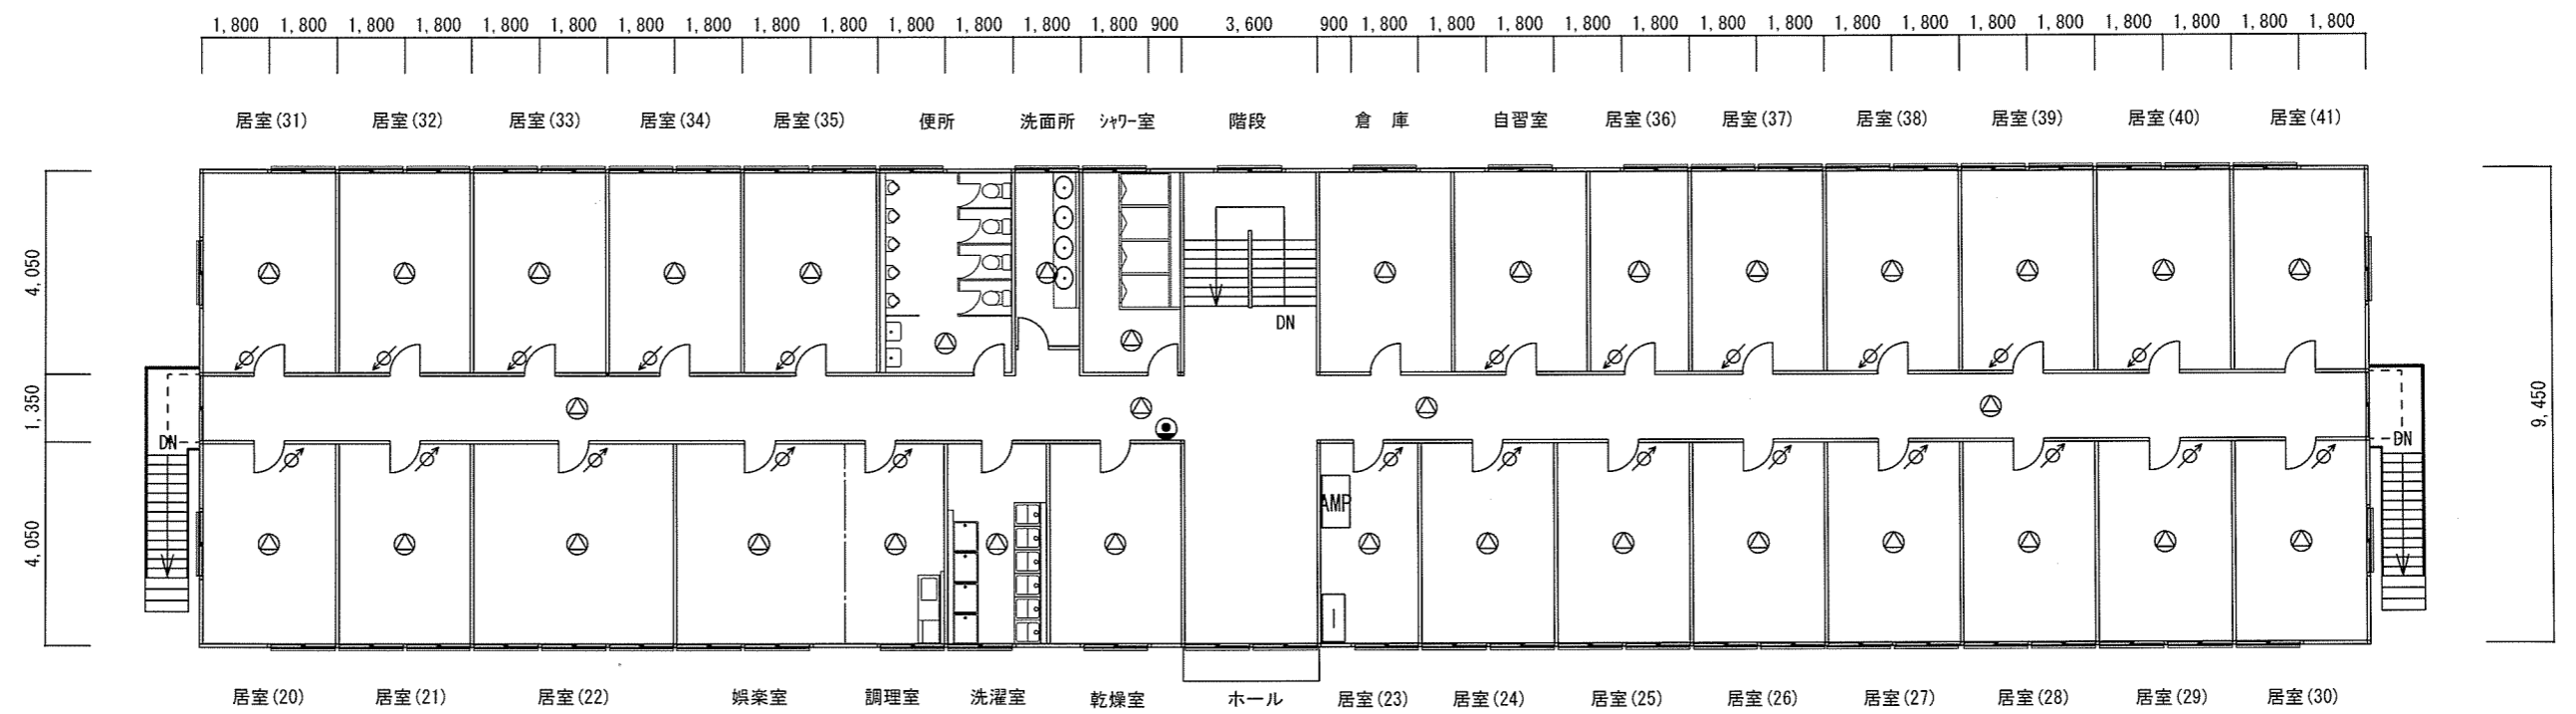 1,800 1,800 1,800 1,800 1,800 1,800 1,800 1,800 1,800 1,800 1,800 1,800 1,800 1,800 900 3,600 900 1,800 1,800 1,800 1,800 1,800 1,800 1,800 1,800 1,800 1,800 1,800 1,800 1,800 1,800
居室(31) 居室(32) 居室(33) 居室(34) 居室(35) 便所 洗面所 シャワー室 階段 倉 庫 自習室 居室(36) 居室(37) 居室(38) 居室(39) 居室(40) 居室(41)
4,050
DN
1,350
9,450
DN
DN
AMP
4,050
居室(20) 居室(21) 居室(22) 娯楽室 調理室 洗濯室 乾燥室 ホール 居室(23) 居室(24) 居室(25) 居室(26) 居室(27) 居室(28) 居室(29) 居室(30)